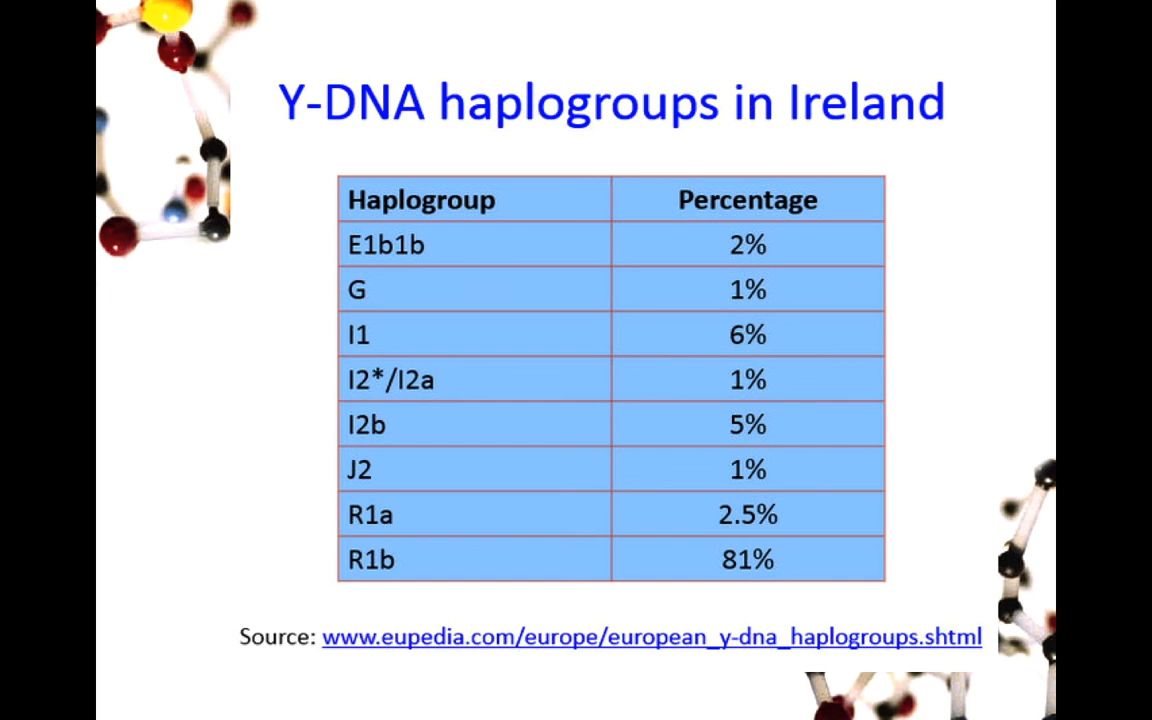 Y-DNA haplogroups in Ireland
Haplogroup Percentage
E1b1b 2%
G 1%
I1 6%
I2*/I2a 1%
I2b 5%
J2 1%
R1a 2.5%
R1b 81%
Source: www.eupedia.com/europe/european_y-dna_haplogroups.shtml